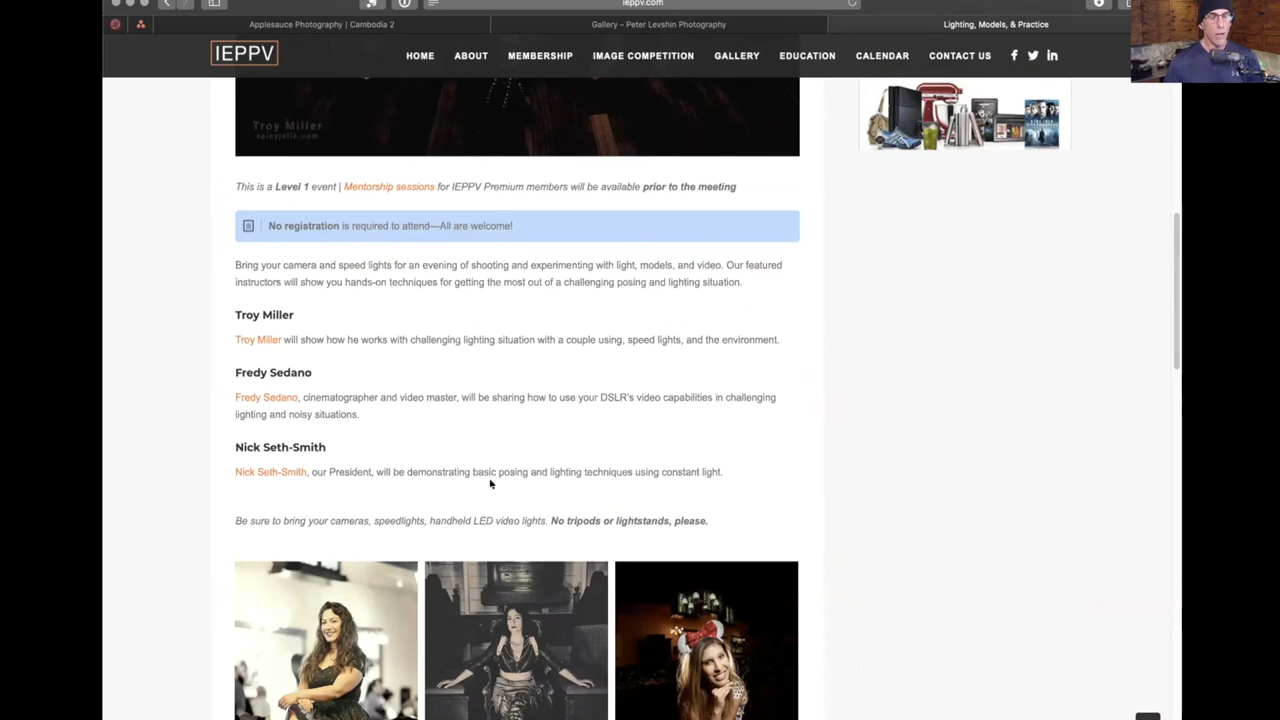 ieppv.com
Applesauce Photography | Cambodia 2
Gallery – Peter Levshin Photography
Lighting, Models, & Practice
IEPPV
HOME
ABOUT
MEMBERSHIP
IMAGE COMPETITION
GALLERY
EDUCATION
CALENDAR
CONTACT US
Troy Miller
spicyjello.com
This is a Level 1 event | Mentorship sessions for IEPPV Premium members will be available prior to the meeting
No registration is required to attend—All are welcome!
Bring your camera and speed lights for an evening of shooting and experimenting with light, models, and video. Our featured
instructors will show you hands-on techniques for getting the most out of a challenging posing and lighting situation.
Troy Miller
Troy Miller will show how he works with challenging lighting situation with a couple using, speed lights, and the environment.
Fredy Sedano
Fredy Sedano, cinematographer and video master, will be sharing how to use your DSLR's video capabilities in challenging
lighting and noisy situations.
Nick Seth-Smith
Nick Seth-Smith, our President, will be demonstrating basic posing and lighting techniques using constant light.
Be sure to bring your cameras, speedlights, handheld LED video lights. No tripods or lightstands, please.